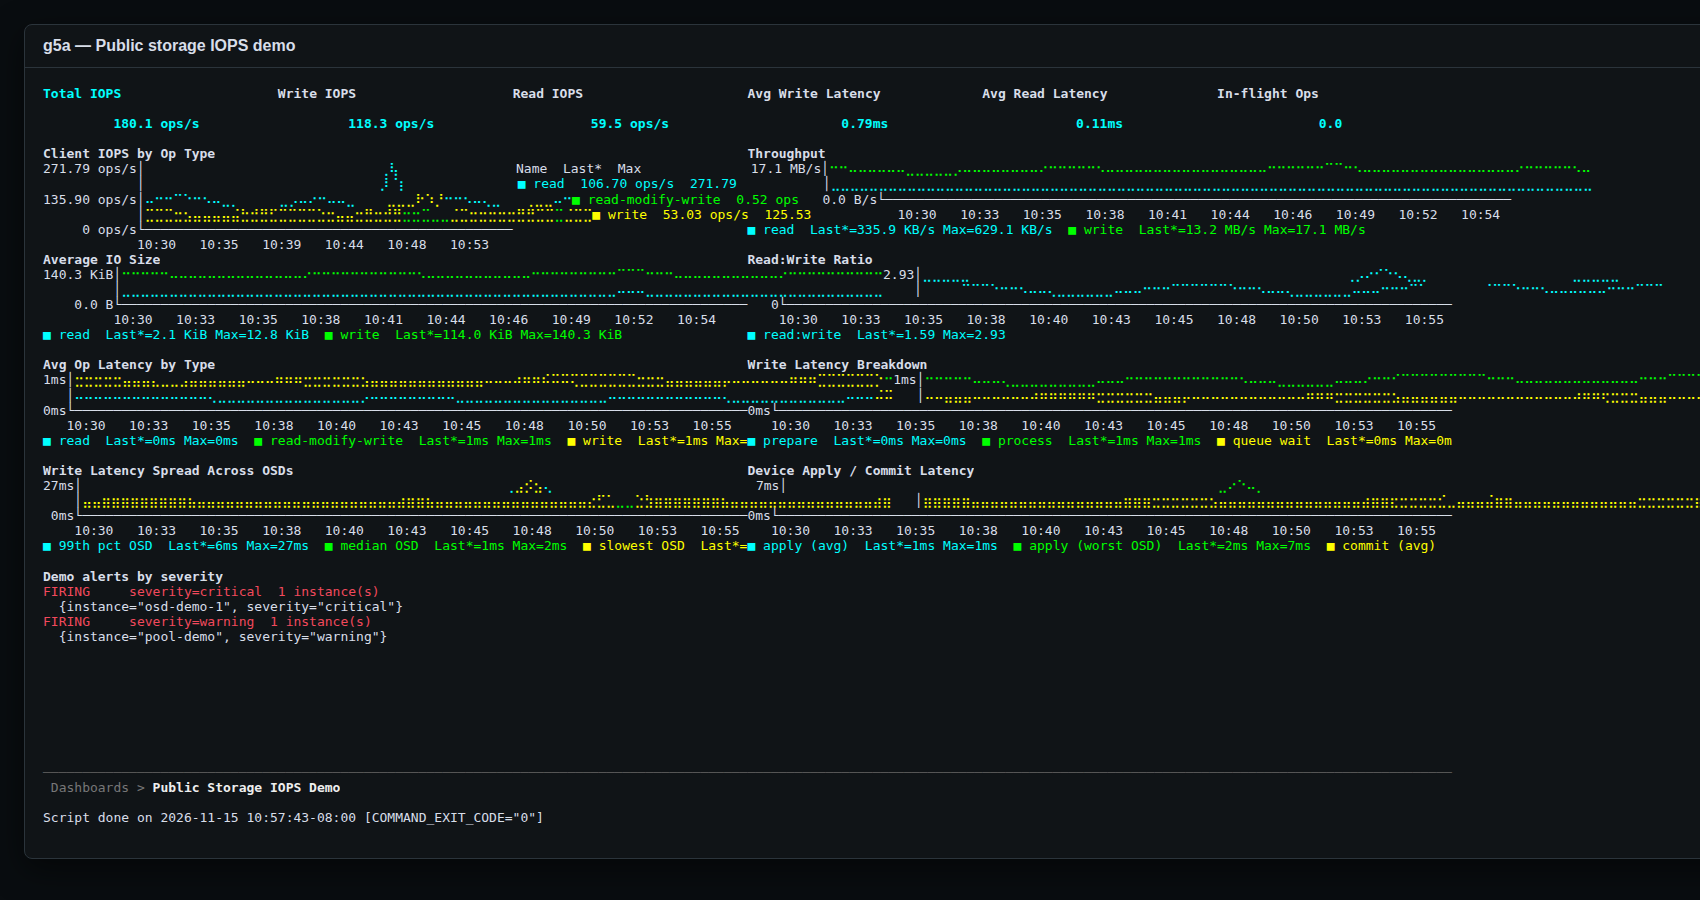 g5a — Public storage IOPS demo
Total IOPS Write IOPS Read IOPS Avg Write Latency Avg Read Latency In-flight Ops
180.1 ops/s 118.3 ops/s 59.5 ops/s 0.79ms 0.11ms 0.0
Client IOPS by Op Type Throughput
271.79 ops/s Name Last* Max 17.1 MB/s
■ read 106.70 ops/s 271.79
135.90 ops/s ■ read-modify-write 0.52 ops 0.0 B/s
■ write 53.03 ops/s 125.53 10:30 10:33 10:35 10:38 10:41 10:44 10:46 10:49 10:52 10:54
0 ops/s ■ read Last*=335.9 KB/s Max=629.1 KB/s ■ write Last*=13.2 MB/s Max=17.1 MB/s
10:30 10:35 10:39 10:44 10:48 10:53
Average IO Size Read:Write Ratio
140.3 KiB 2.93
0.0 B 0
10:30 10:33 10:35 10:38 10:41 10:44 10:46 10:49 10:52 10:54 10:30 10:33 10:35 10:38 10:40 10:43 10:45 10:48 10:50 10:53 10:55
■ read Last*=2.1 KiB Max=12.8 KiB ■ write Last*=114.0 KiB Max=140.3 KiB ■ read:write Last*=1.59 Max=2.93
Avg Op Latency by Type Write Latency Breakdown
1ms 1ms
0ms 0ms
10:30 10:33 10:35 10:38 10:40 10:43 10:45 10:48 10:50 10:53 10:55 10:30 10:33 10:35 10:38 10:40 10:43 10:45 10:48 10:50 10:53 10:55
■ read Last*=0ms Max=0ms ■ read-modify-write Last*=1ms Max=1ms ■ write Last*=1ms Max=■ prepare Last*=0ms Max=0ms ■ process Last*=1ms Max=1ms ■ queue wait Last*=0ms Max=0m
Write Latency Spread Across OSDs Device Apply / Commit Latency
27ms 7ms
0ms 0ms
10:30 10:33 10:35 10:38 10:40 10:43 10:45 10:48 10:50 10:53 10:55 10:30 10:33 10:35 10:38 10:40 10:43 10:45 10:48 10:50 10:53 10:55
■ 99th pct OSD Last*=6ms Max=27ms ■ median OSD Last*=1ms Max=2ms ■ slowest OSD Last*=■ apply (avg) Last*=1ms Max=1ms ■ apply (worst OSD) Last*=2ms Max=7ms ■ commit (avg)
Demo alerts by severity
FIRING severity=critical 1 instance(s)
{instance="osd-demo-1", severity="critical"}
FIRING severity=warning 1 instance(s)
{instance="pool-demo", severity="warning"}
Dashboards > Public Storage IOPS Demo
Script done on 2026-11-15 10:57:43-08:00 [COMMAND_EXIT_CODE="0"]